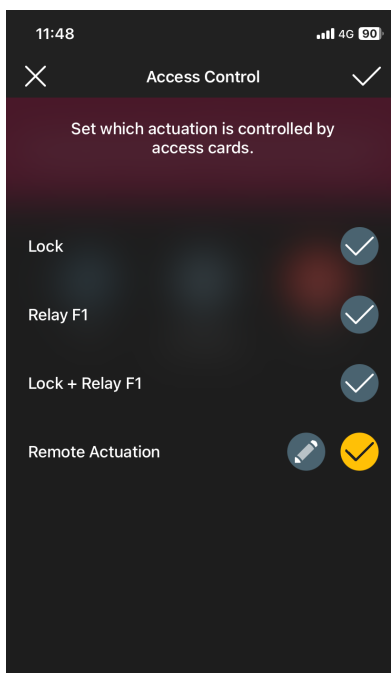 11:48
4G 90
Access Control
Set which actuation is controlled by
access cards.
Lock
Relay F1
Lock + Relay F1
Remote Actuation